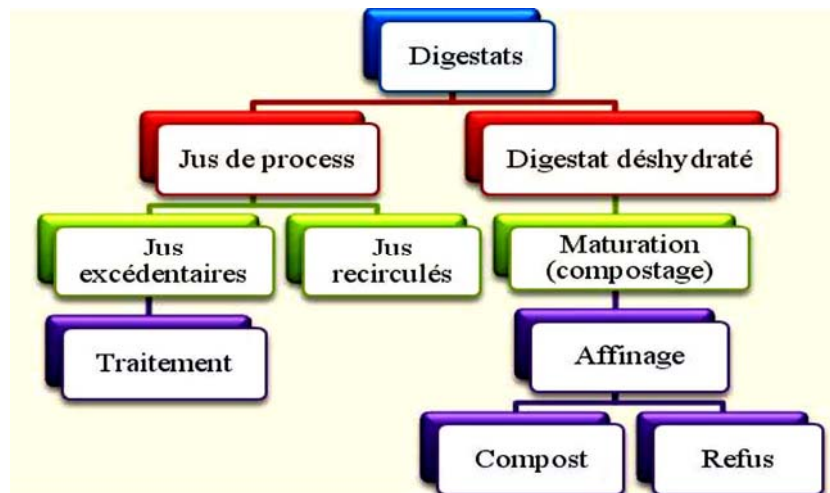 Digestats
Jus de process
Digestat déshydraté
Jus
excédentaires
Jus
recirculés
Maturation
(compostage)
Traitement
Affinage
Compost
Refus